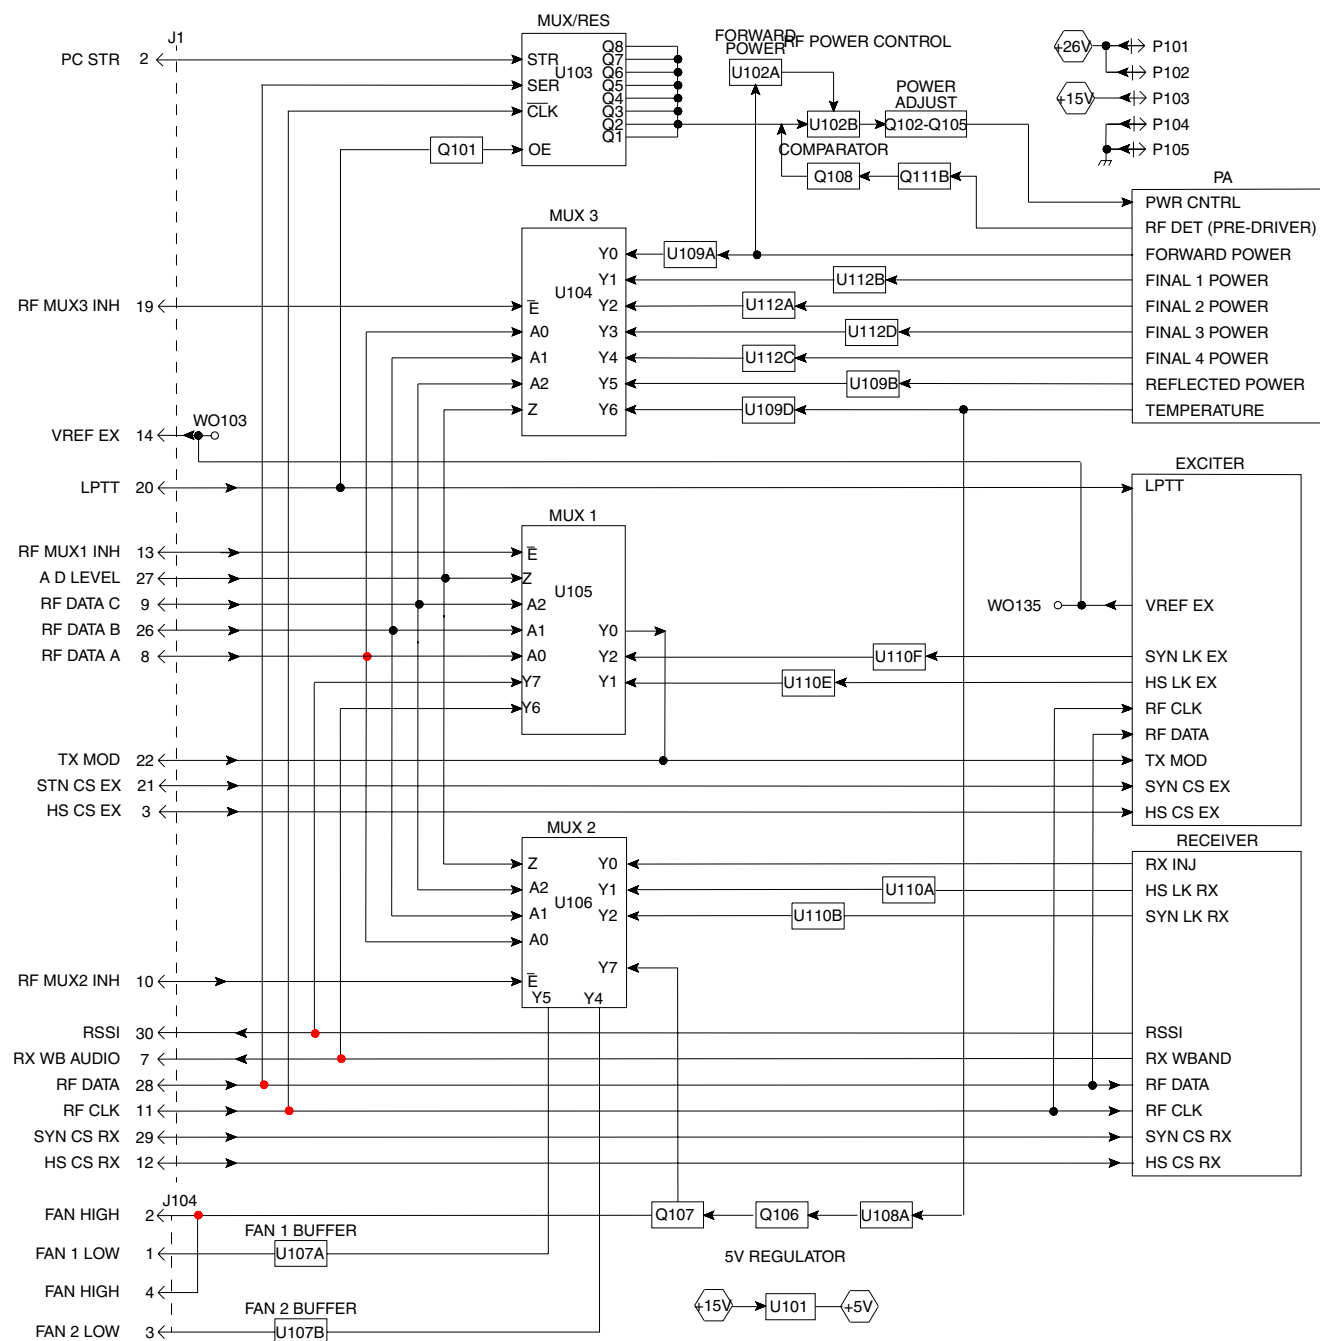 MUX/RES
J1
PC STR 2
STR
SER
CLK
OE
U103
Q8
Q7
Q6
Q5
Q4
Q3
Q2
Q1
Q101
FORWARD
POWER
RF POWER CONTROL
U102A
U102B
POWER
ADJUST
Q102-Q105
COMPARATOR
Q108
Q111B
+26V
P101
P102
+15V
P103
P104
P105
PA
PWR CNTRL
RF DET (PRE-DRIVER)
FORWARD POWER
FINAL 1 POWER
FINAL 2 POWER
FINAL 3 POWER
FINAL 4 POWER
REFLECTED POWER
TEMPERATURE
MUX 3
U104
E
A0
A1
A2
Z
Y0
Y1
Y2
Y3
Y4
Y5
Y6
U109A
U112B
U112A
U112D
U112C
U109B
U109D
RF MUX3 INH 19
WO103
VREF EX 14
LPTT 20
EXCITER
LPTT
VREF EX
SYN LK EX
HS LK EX
RF CLK
RF DATA
TX MOD
SYN CS EX
HS CS EX
WO135
MUX 1
U105
E
Z
A2
A1
A0
Y7
Y6
Y0
Y2
Y1
U110F
U110E
RF MUX1 INH 13
A D LEVEL 27
RF DATA C 9
RF DATA B 26
RF DATA A 8
TX MOD 22
STN CS EX 21
HS CS EX 3
MUX 2
U106
Z
A2
A1
A0
E
Y5
Y4
Y0
Y1
Y2
Y7
U110A
U110B
RECEIVER
RX INJ
HS LK RX
SYN LK RX
RSSI
RX WBAND
RF DATA
RF CLK
SYN CS RX
HS CS RX
RF MUX2 INH 10
RSSI 30
RX WB AUDIO 7
RF DATA 28
RF CLK 11
SYN CS RX 29
HS CS RX 12
J104
FAN HIGH 2
FAN 1 LOW 1
FAN HIGH 4
FAN 2 LOW 3
FAN 1 BUFFER
U107A
FAN 2 BUFFER
U107B
Q107
Q106
U108A
5V REGULATOR
+15V
U101
+5V